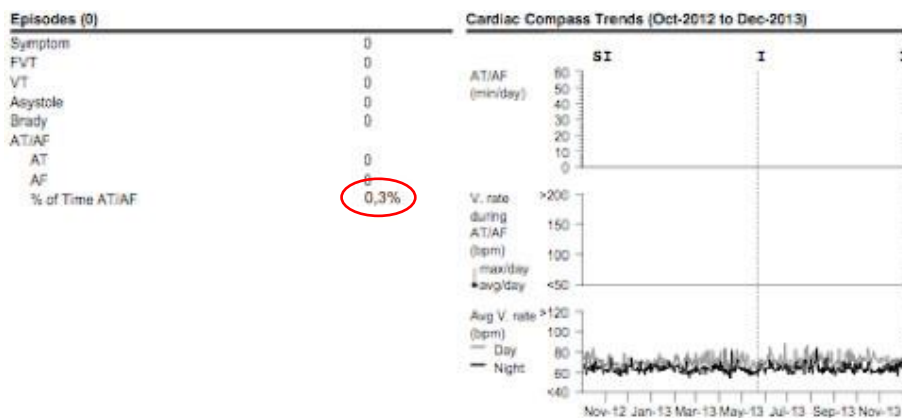 Episodes (0)
Symptom 0
FVT 0
VT 0
Asystole 0
Brady 0
AT/AF
AT 0
AF 0
% of Time AT/AF 0,3%
Cardiac Compass Trends (Oct-2012 to Dec-2013)
SI I
AT/AF
(min/day)
60
50
40
30
20
10
0
V. rate
during
AT/AF
(bpm)
max/day
avg/day
>200
150
100
<50
Avg V. rate
(bpm)
Day
Night
>120
100
80
60
<40
Nov-12 Jan-13 Mar-13 May-13 Jul-13 Sep-13 Nov-13